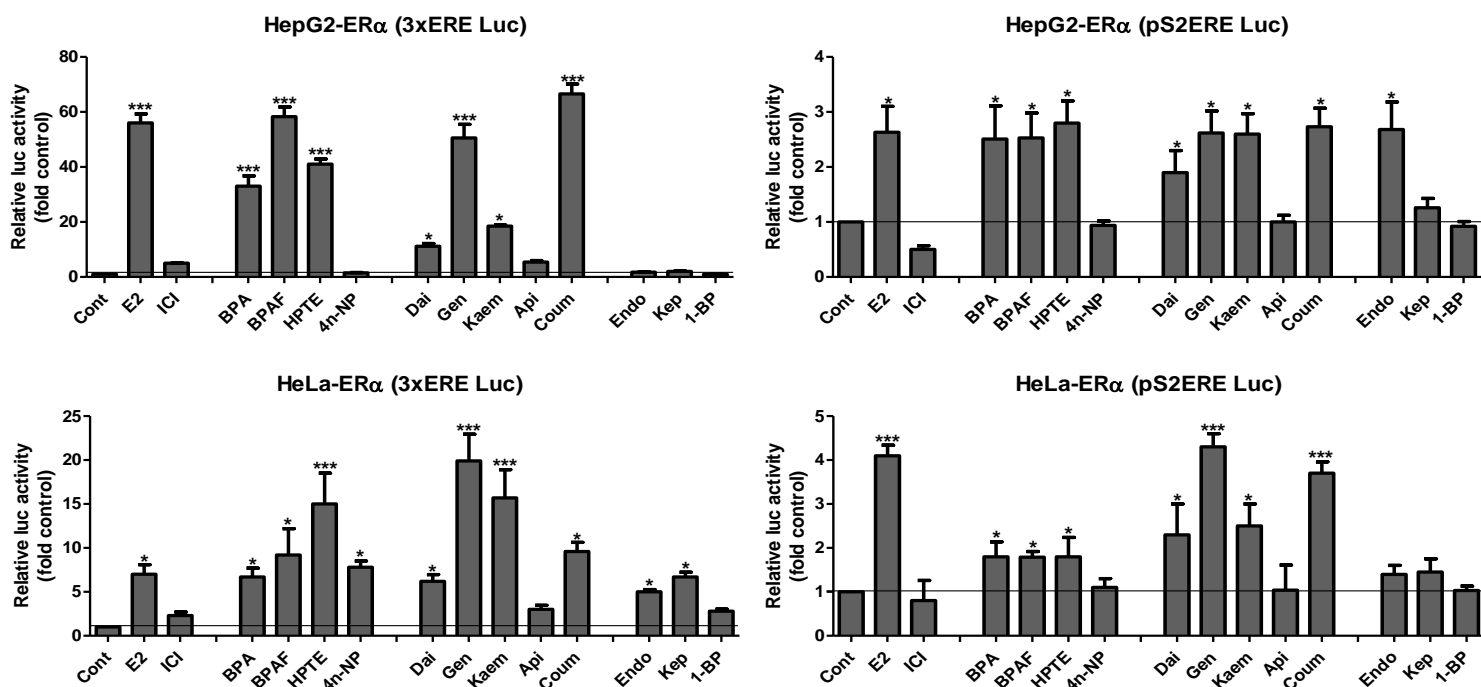 HepG2-ERα (3xERE Luc)
Relative luc activity
(fold control)
80
60
40
20
0
***
***
***
***
*
***
*
***
Cont
E2
ICI
BPA
BPAF
HPTE
4n-NP
Dai
Gen
Kaem
Api
Coum
Endo
Kep
1-BP
HepG2-ERα (pS2ERE Luc)
Relative luc activity
(fold control)
4
3
2
1
0
*
*
*
*
*
*
*
*
*
Cont
E2
ICI
BPA
BPAF
HPTE
4n-NP
Dai
Gen
Kaem
Api
Coum
Endo
Kep
1-BP
HeLa-ERα (3xERE Luc)
Relative luc activity
(fold control)
25
20
15
10
5
0
*
*
*
***
*
*
***
***
*
*
*
Cont
E2
ICI
BPA
BPAF
HPTE
4n-NP
Dai
Gen
Kaem
Api
Coum
Endo
Kep
1-BP
HeLa-ERα (pS2ERE Luc)
Relative luc activity
(fold control)
5
4
3
2
1
0
***
*
*
*
*
***
*
***
Cont
E2
ICI
BPA
BPAF
HPTE
4n-NP
Dai
Gen
Kaem
Api
Coum
Endo
Kep
1-BP